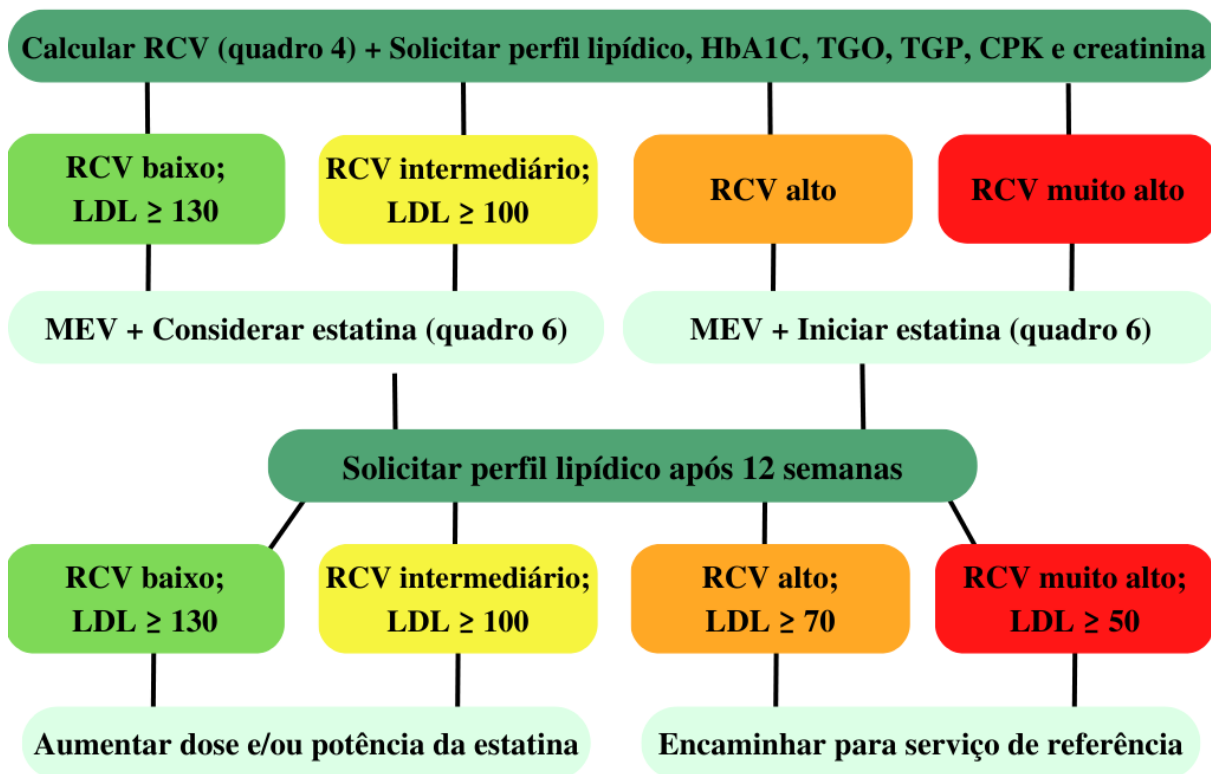 Calcular RCV (quadro 4) + Solicitar perfil lipídico, HbA1C, TGO, TGP, CPK e creatinina
RCV baixo;
LDL ≥ 130
RCV intermediário;
LDL ≥ 100
RCV alto
RCV muito alto
MEV + Considerar estatina (quadro 6)
MEV + Iniciar estatina (quadro 6)
Solicitar perfil lipídico após 12 semanas
RCV baixo;
LDL ≥ 130
RCV intermediário;
LDL ≥ 100
RCV alto;
LDL ≥ 70
RCV muito alto;
LDL ≥ 50
Aumentar dose e/ou potência da estatina
Encaminhar para serviço de referência